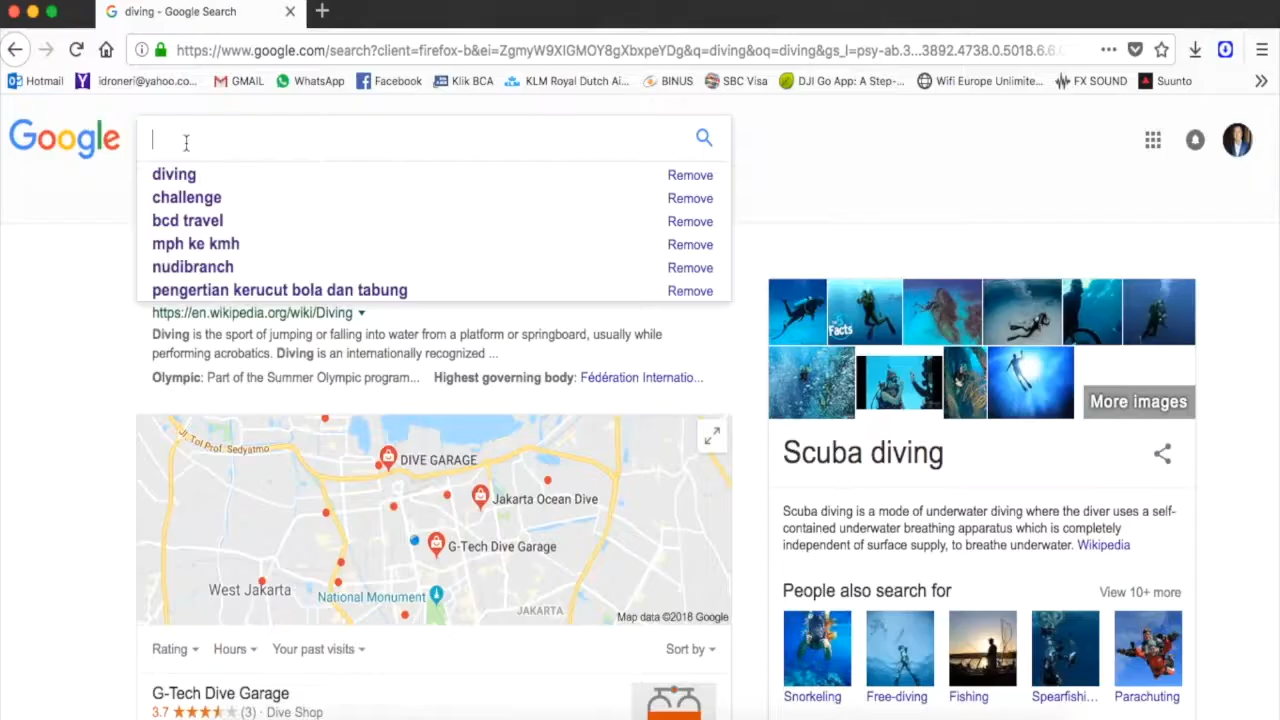 diving - Google Search
https://www.google.com/search?client=firefox-b&ei=ZgmyW9XIGMOY8gXbxpeYDg&q=diving&oq=diving&gs_l=psy-ab.3...3892.4738.0.5018.6.6.0
Hotmail
idroneri@yahoo.co...
GMAIL
WhatsApp
Facebook
Klik BCA
KLM Royal Dutch Ai...
BINUS
SBC Visa
DJI Go App: A Step-...
Wifi Europe Unlimite...
FX SOUND
Suunto
Google
diving Remove
challenge Remove
bcd travel Remove
mph ke kmh Remove
nudibranch Remove
pengertian kerucut bola dan tabung Remove
https://en.wikipedia.org/wiki/Diving
Diving is the sport of jumping or falling into water from a platform or springboard, usually while
performing acrobatics. Diving is an internationally recognized ...
Olympic: Part of the Summer Olympic program... Highest governing body: Fédération Internatio...
JI. Tol Prof. Sedyatmo
DIVE GARAGE
Jakarta Ocean Dive
G-Tech Dive Garage
West Jakarta
National Monument
JAKARTA
Map data ©2018 Google
Rating Hours Your past visits Sort by
G-Tech Dive Garage
3.7 (3) · Dive Shop
Facts
More images
Scuba diving
Scuba diving is a mode of underwater diving where the diver uses a self-
contained underwater breathing apparatus which is completely
independent of surface supply, to breathe underwater. Wikipedia
People also search for View 10+ more
Snorkeling
Free-diving
Fishing
Spearfishi...
Parachuting